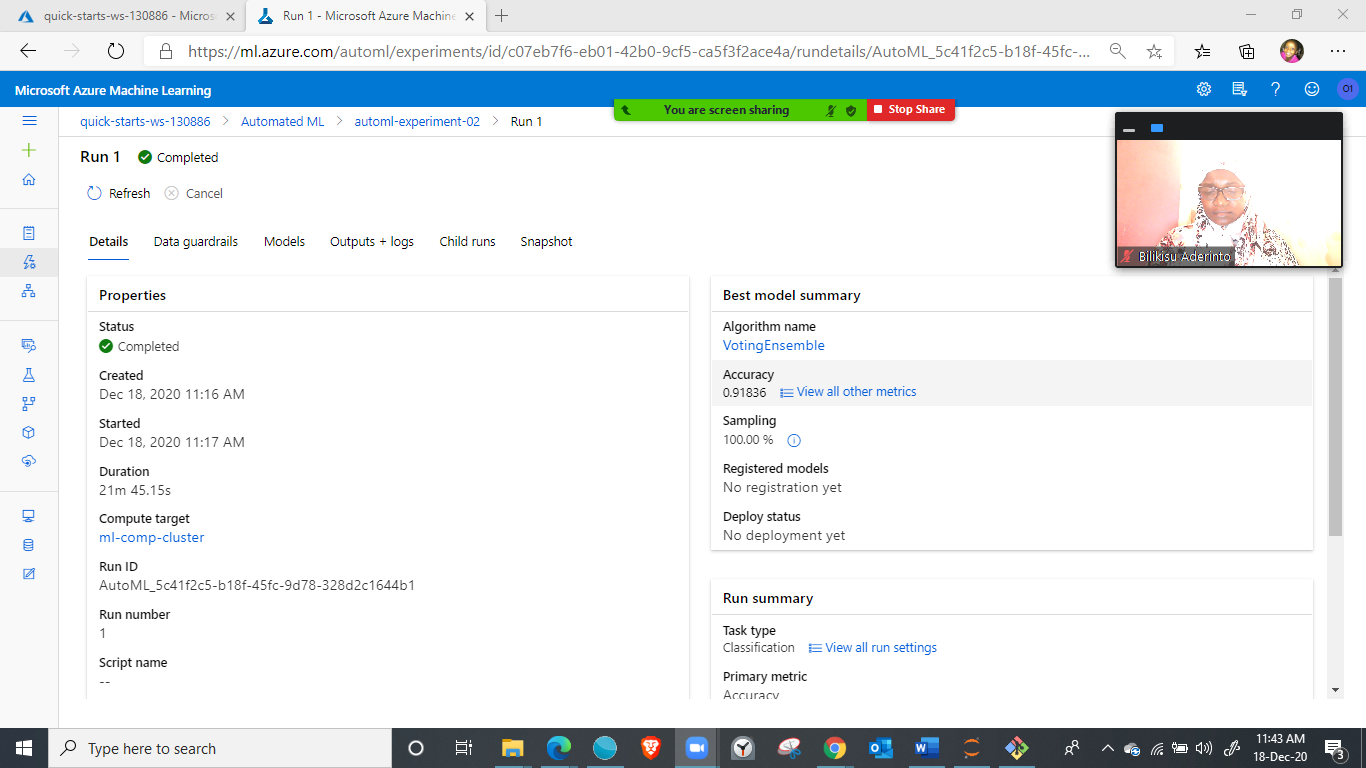 quick-starts-ws-130886 - Micros
Run 1 - Microsoft Azure Machine
https://ml.azure.com/automl/experiments/id/c07eb7f6-eb01-42b0-9cf5-ca5f3f2ace4a/rundetails/AutoML_5c41f2c5-b18f-45fc-...
Microsoft Azure Machine Learning
O1
You are screen sharing
Stop Share
quick-starts-ws-130886 > Automated ML > automl-experiment-02 > Run 1
Run 1 Completed
Refresh Cancel
Details Data guardrails Models Outputs + logs Child runs Snapshot
Bilikisu Aderinto
Properties
Status
Completed
Created
Dec 18, 2020 11:16 AM
Started
Dec 18, 2020 11:17 AM
Duration
21m 45.15s
Compute target
ml-comp-cluster
Run ID
AutoML_5c41f2c5-b18f-45fc-9d78-328d2c1644b1
Run number
1
Script name
--
Best model summary
Algorithm name
VotingEnsemble
Accuracy
0.91836 View all other metrics
Sampling
100.00 %
Registered models
No registration yet
Deploy status
No deployment yet
Run summary
Task type
Classification View all run settings
Primary metric
Accuracy
Type here to search
11:43 AM
18-Dec-20
3